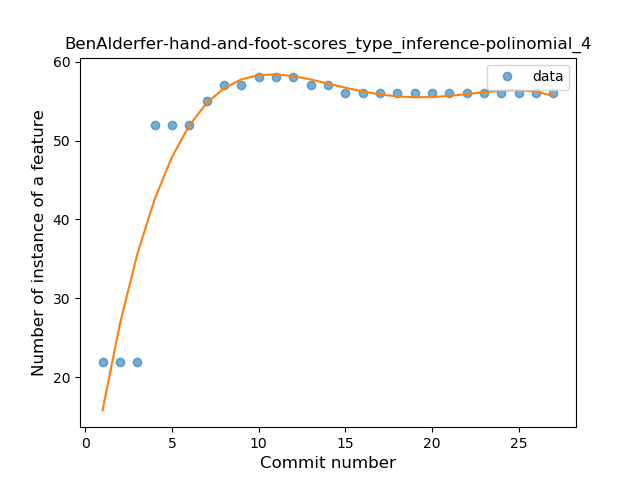 BenAlderfer-hand-and-foot-scores_type_inference-polinomial_4
data
Number of instance of a feature
60
50
40
30
20
0
5
10
15
20
25
Commit number